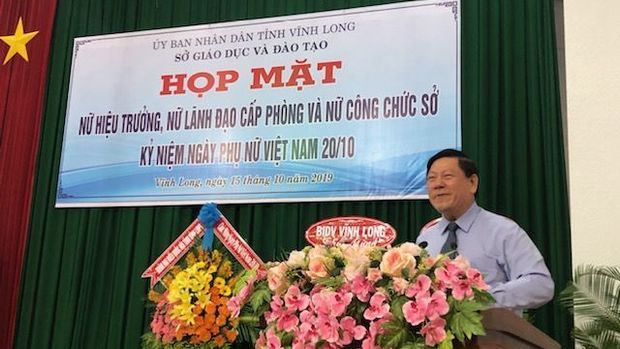 ỦY BAN NHÂN DÂN TỈNH VĨNH LONG
SỞ GIÁO DỤC VÀ ĐÀO TẠO
HỌP MẶT
NỮ HIỆU TRƯỞNG, NỮ LÃNH ĐẠO CẤP PHÒNG VÀ NỮ CÔNG CHỨC SỞ
KỶ NIỆM NGÀY PHỤ NỮ VIỆT NAM 20/10
Vĩnh Long, ngày 15 tháng 10 năm 2019
BIDV VĨNH LONG